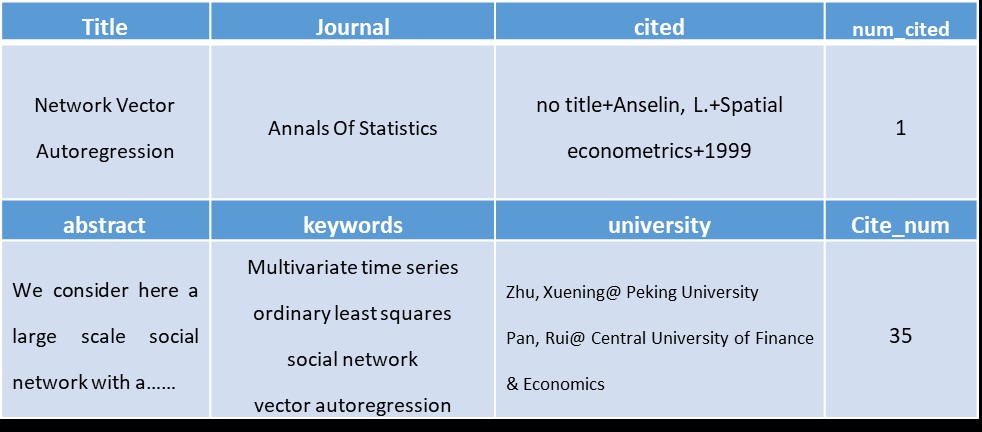 Title Journal cited num_cited
Network Vector
Autoregression
Annals Of Statistics
no title+Anselin, L.+Spatial
econometrics+1999
1
abstract keywords university Cite_num
We consider here a
large scale social
network with a……
Multivariate time series
ordinary least squares
social network
vector autoregression
Zhu, Xuening@ Peking University
Pan, Rui@ Central University of Finance
& Economics
35